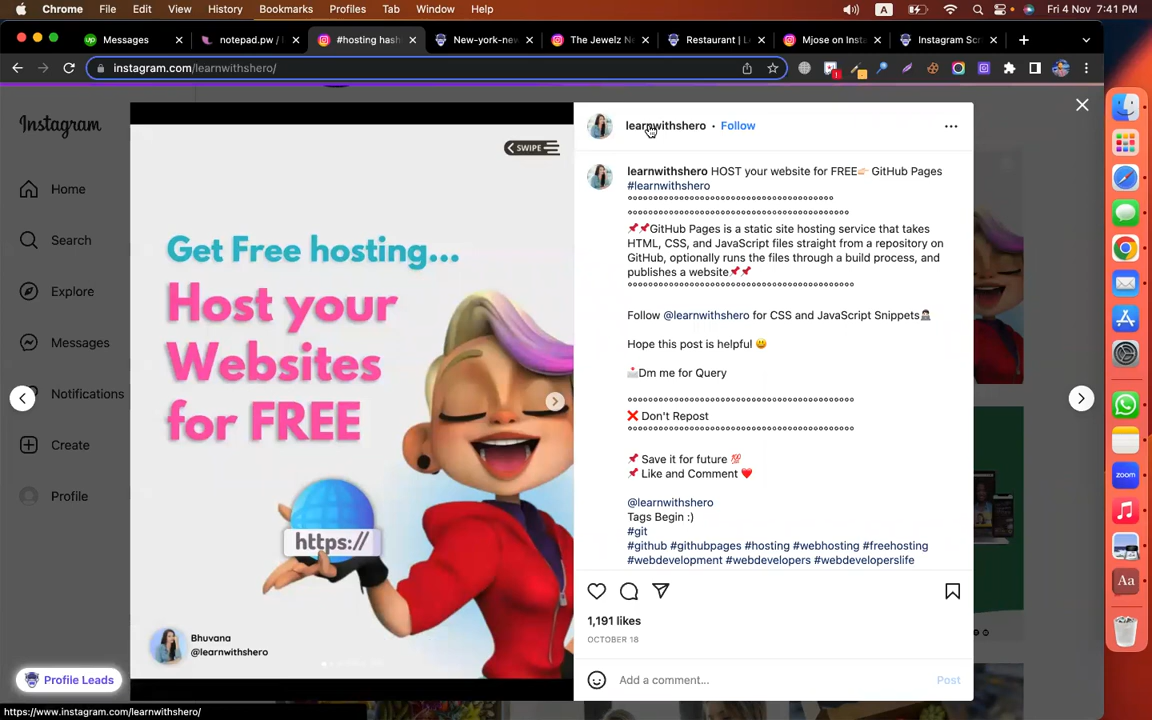 Chrome File Edit View History Bookmarks Profiles Tab Window Help A Fri 4 Nov 7:41 PM
Messages notepad.pw / #hosting hash New-york-new The Jewelz N Restaurant | L Mjose on Insta Instagram Scr
instagram.com/learnwithshero/
Instagram
Home
Search
Explore
Messages
Notifications
Create
Profile
Profile Leads
https://www.instagram.com/learnwithshero/
SWIPE
Get Free hosting...
Host your
Websites
for FREE
https://
Bhuvana
@learnwithshero
learnwithshero • Follow
learnwithshero HOST your website for FREE👉🏻 GitHub Pages
#learnwithshero
°°°°°°°°°°°°°°°°°°°°°°°°°°°°°°°°°°°°°°°°°
°°°°°°°°°°°°°°°°°°°°°°°°°°°°°°°°°°°°°°°°°°°°
📌📌GitHub Pages is a static site hosting service that takes
HTML, CSS, and JavaScript files straight from a repository on
GitHub, optionally runs the files through a build process, and
publishes a website📌📌
°°°°°°°°°°°°°°°°°°°°°°°°°°°°°°°°°°°°°°°°°°°°°
Follow @learnwithshero for CSS and JavaScript Snippets👩🏻‍💻
Hope this post is helpful 😀
📩Dm me for Query
°°°°°°°°°°°°°°°°°°°°°°°°°°°°°°°°°°°°°°°°°°°°°
❌ Don't Repost
°°°°°°°°°°°°°°°°°°°°°°°°°°°°°°°°°°°°°°°°°°°°°
📌 Save it for future 💯
📌 Like and Comment ❤️
@learnwithshero
Tags Begin :)
#git
#github #githubpages #hosting #webhosting #freehosting
#webdevelopment #webdevelopers #webdeveloperslife
1,191 likes
OCTOBER 18
Add a comment... Post
zoom
Aa